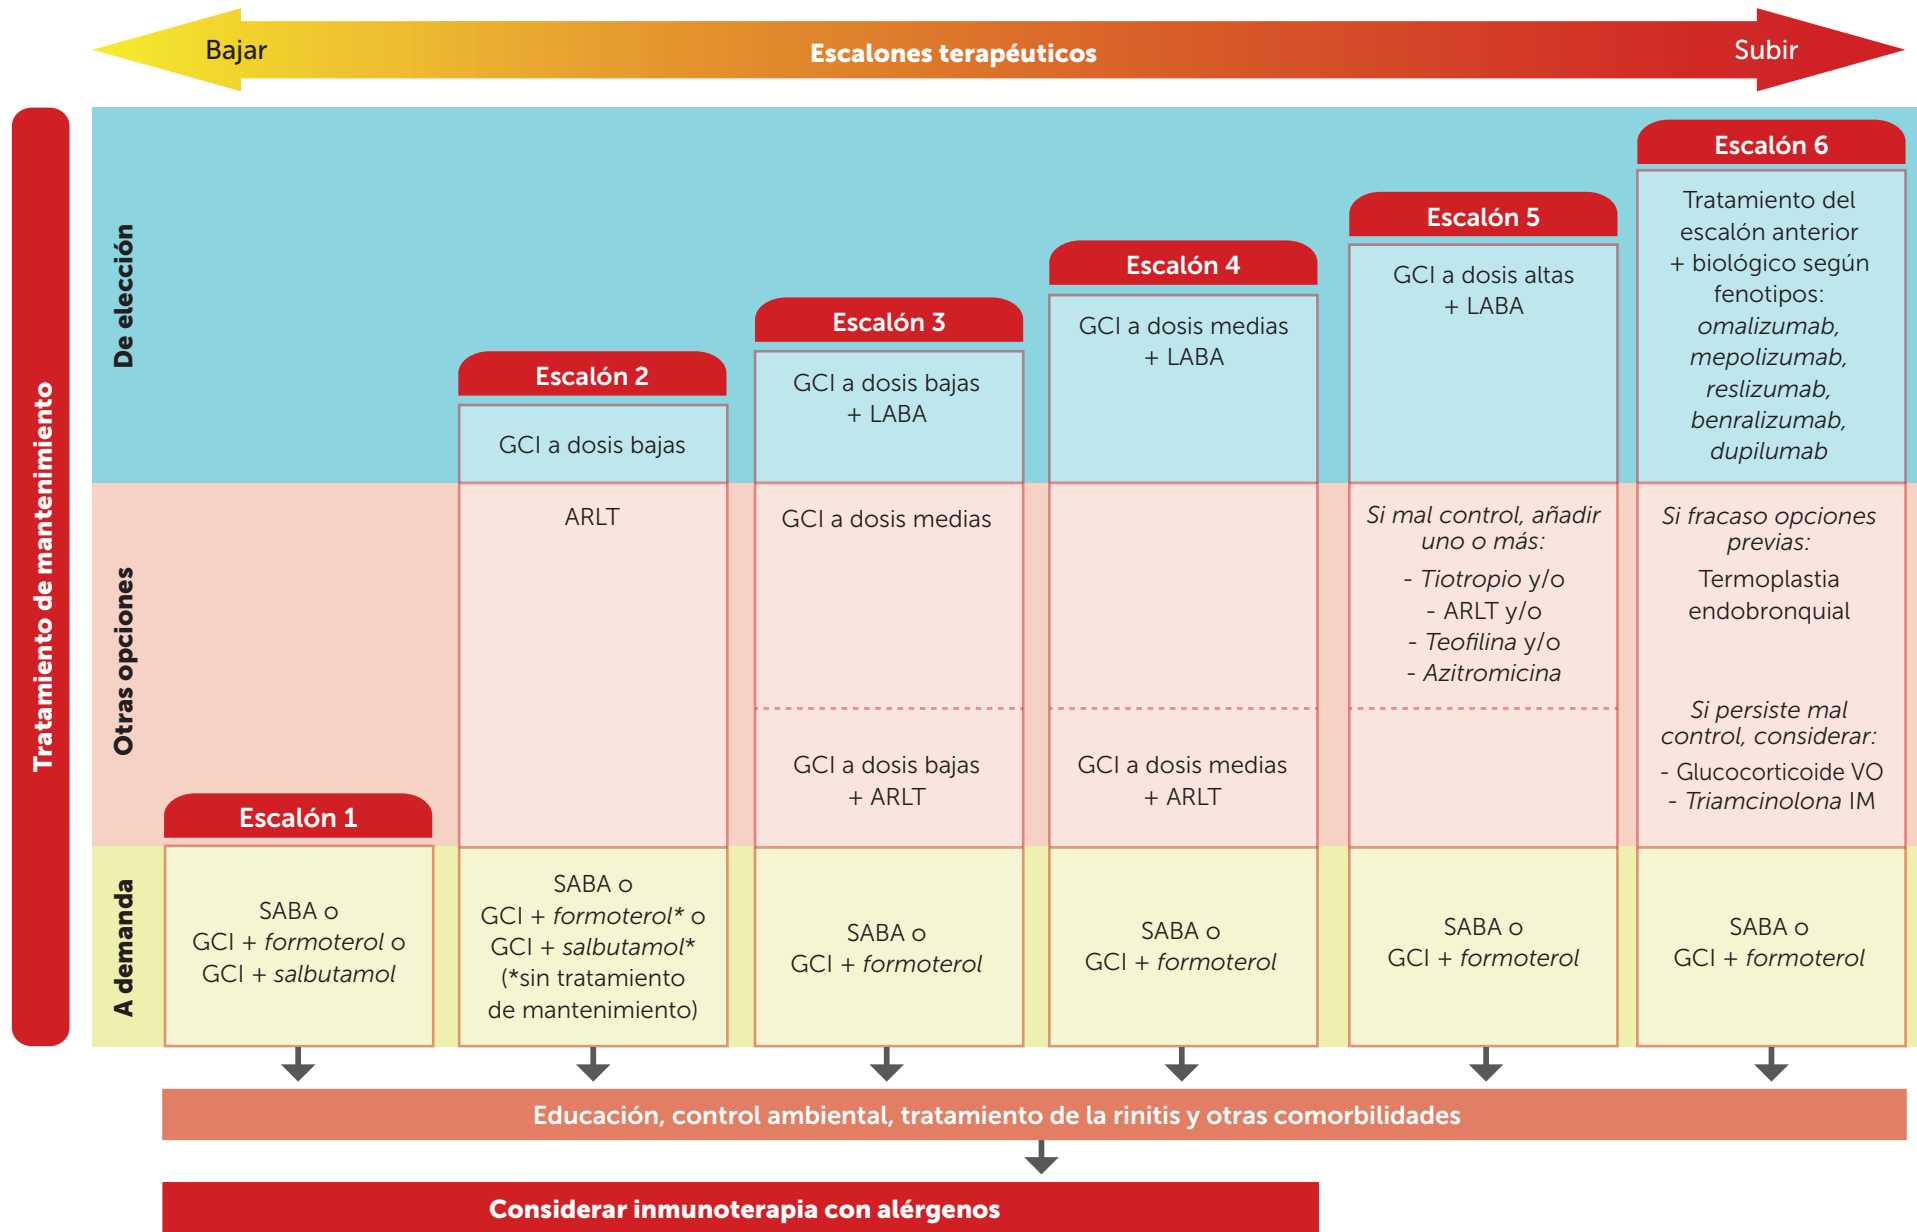 Bajar
Escalones terapéuticos
Subir
Tratamiento de mantenimiento
De elección
Otras opciones
A demanda
Escalón 1
SABA o
GCI + formoterol o
GCI + salbutamol
Escalón 2
GCI a dosis bajas
ARLT
SABA o
GCI + formoterol* o
GCI + salbutamol*
(*sin tratamiento
de mantenimiento)
Escalón 3
GCI a dosis bajas
+ LABA
GCI a dosis medias
GCI a dosis bajas
+ ARLT
SABA o
GCI + formoterol
Escalón 4
GCI a dosis medias
+ LABA
GCI a dosis medias
+ ARLT
SABA o
GCI + formoterol
Escalón 5
GCI a dosis altas
+ LABA
Si mal control, añadir
uno o más:
- Tiotropio y/o
- ARLT y/o
- Teofilina y/o
- Azitromicina
SABA o
GCI + formoterol
Escalón 6
Tratamiento del
escalón anterior
+ biológico según
fenotipos:
omalizumab,
mepolizumab,
reslizumab,
benralizumab,
dupilumab
Si fracaso opciones
previas:
Termoplastia
endobronquial
Si persiste mal
control, considerar:
- Glucocorticoide VO
- Triamcinolona IM
SABA o
GCI + formoterol
Educación, control ambiental, tratamiento de la rinitis y otras comorbilidades
Considerar inmunoterapia con alérgenos